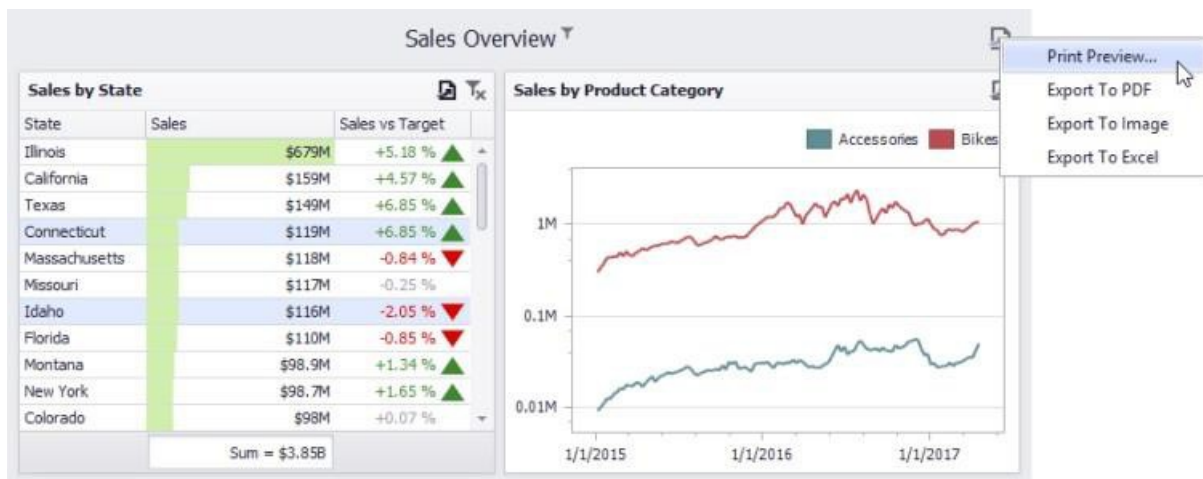 Sales Overview
Print Preview...
Export To PDF
Export To Image
Export To Excel
Sales by State
State Sales Sales vs Target
Illinois $679M +5.18 %
California $159M +4.57 %
Texas $149M +6.85 %
Connecticut $119M +6.85 %
Massachusetts $118M -0.84 %
Missouri $117M -0.25 %
Idaho $116M -2.05 %
Florida $110M -0.85 %
Montana $98.9M +1.34 %
New York $98.7M +1.65 %
Colorado $98M +0.07 %
Sum = $3.85B
Sales by Product Category
Accessories Bikes
1M
0.1M
0.01M
1/1/2015 1/1/2016 1/1/2017